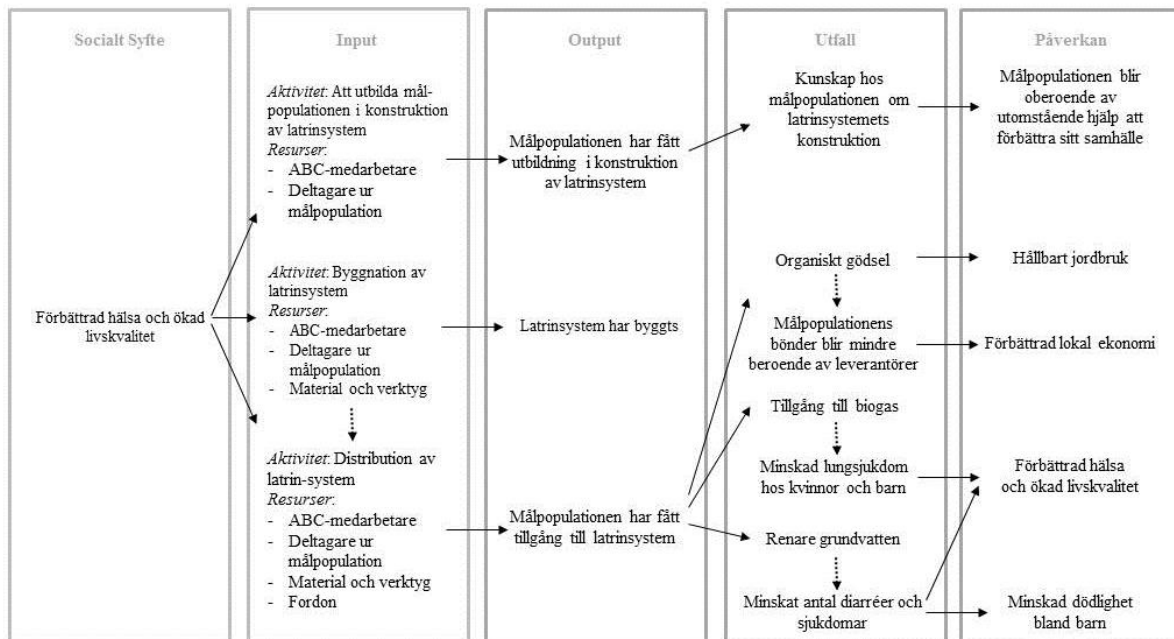 Socialt Syfte
Förbättrad hälsa och ökad
livskvalitet
Input
Aktivitet: Att utbilda mål-
populationen i konstruktion
av latrinsystem
Resurser:
- ABC-medarbetare
- Deltagare ur
målpopulation
Aktivitet: Byggnation av
latrinsystem
Resurser:
- ABC-medarbetare
- Deltagare ur
målpopulation
- Material och verktyg
Aktivitet: Distribution av
latrin-system
Resurser:
- ABC-medarbetare
- Deltagare ur
målpopulation
- Material och verktyg
- Fordon
Output
Målpopulationen har fått
utbildning i konstruktion
av latrinsystem
Latrinsystem har byggts
Målpopulationen har fått
tillgång till latrinsystem
Utfall
Kunskap hos
målpopulationen om
latrinsystemets
konstruktion
Organiskt gödsel
Målpopulationens
bönder blir mindre
beroende av leverantörer
Tillgång till biogas
Minskad lungsjukdom
hos kvinnor och barn
Renare grundvatten
Minskat antal diarréer och
sjukdomar
Påverkan
Målpopulationen blir
oberoende av
utomstående hjälp att
förbättra sitt samhälle
Hållbart jordbruk
Förbättrad lokal ekonomi
Förbättrad hälsa
och ökad livskvalitet
Minskad dödlighet
bland barn